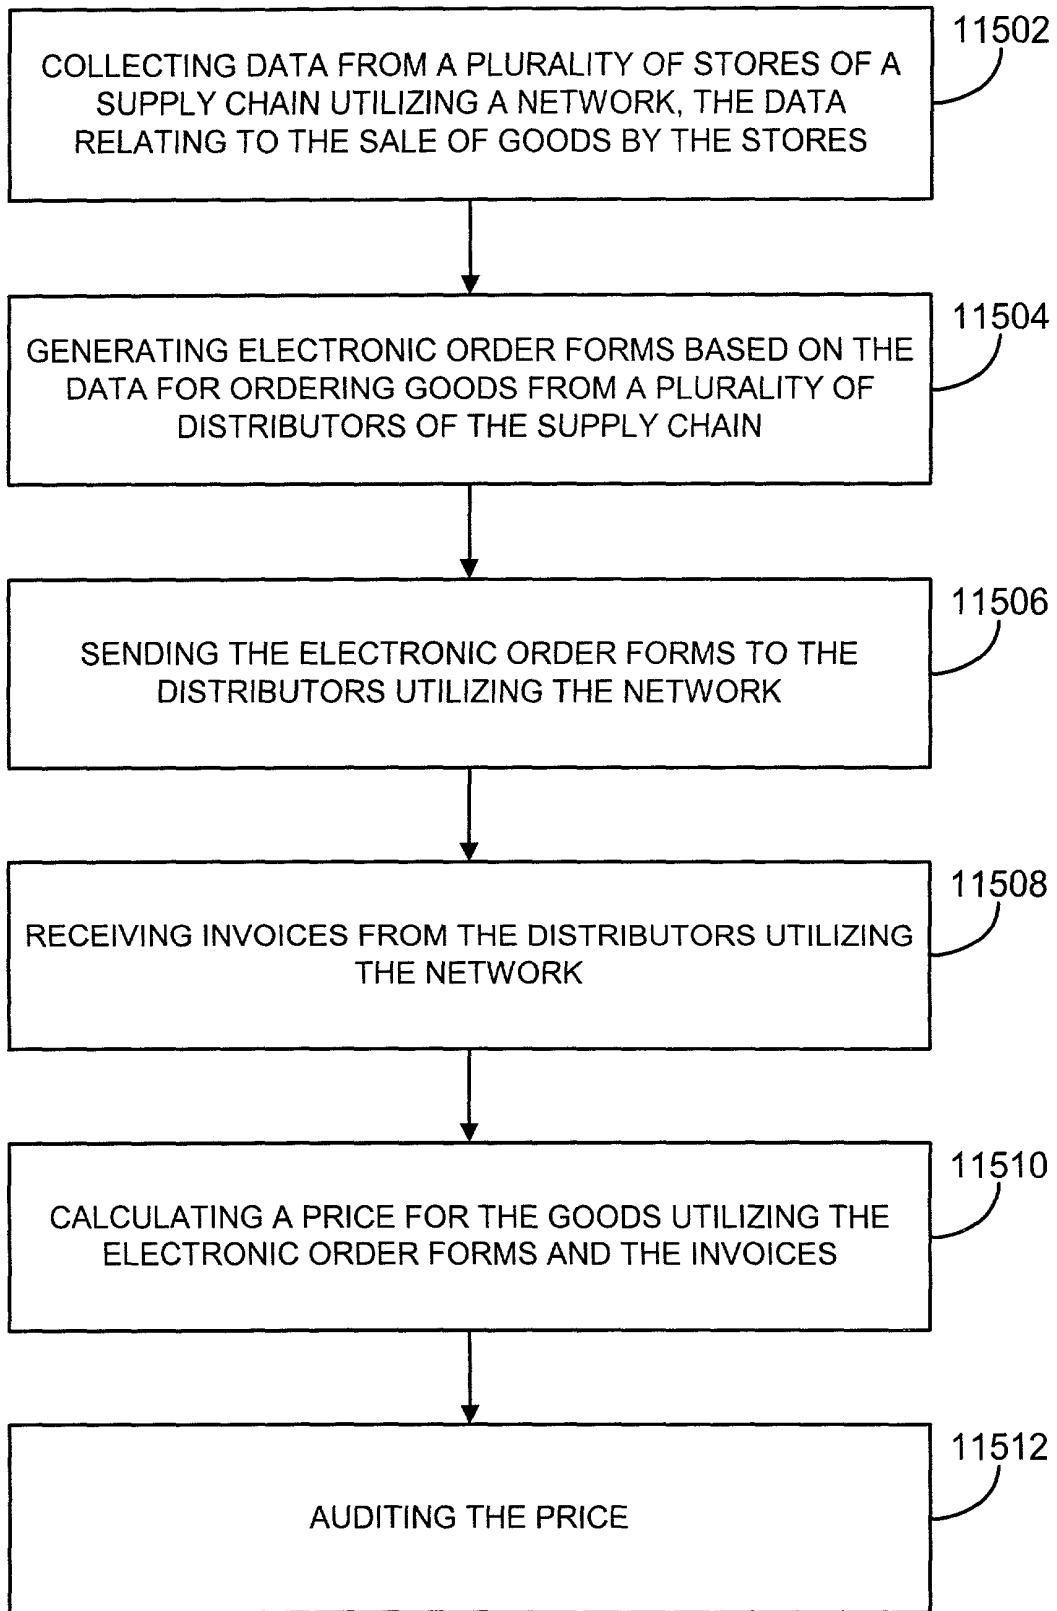 11502
COLLECTING DATA FROM A PLURALITY OF STORES OF A
SUPPLY CHAIN UTILIZING A NETWORK, THE DATA
RELATING TO THE SALE OF GOODS BY THE STORES
11504
GENERATING ELECTRONIC ORDER FORMS BASED ON THE
DATA FOR ORDERING GOODS FROM A PLURALITY OF
DISTRIBUTORS OF THE SUPPLY CHAIN
11506
SENDING THE ELECTRONIC ORDER FORMS TO THE
DISTRIBUTORS UTILIZING THE NETWORK
11508
RECEIVING INVOICES FROM THE DISTRIBUTORS UTILIZING
THE NETWORK
11510
CALCULATING A PRICE FOR THE GOODS UTILIZING THE
ELECTRONIC ORDER FORMS AND THE INVOICES
11512
AUDITING THE PRICE